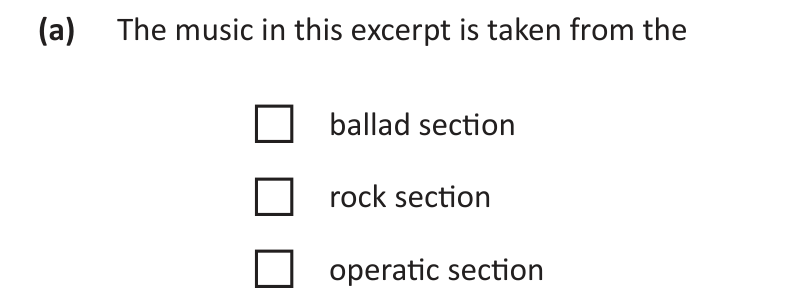 (a) The music in this excerpt is taken from the
ballad section
rock section
operatic section